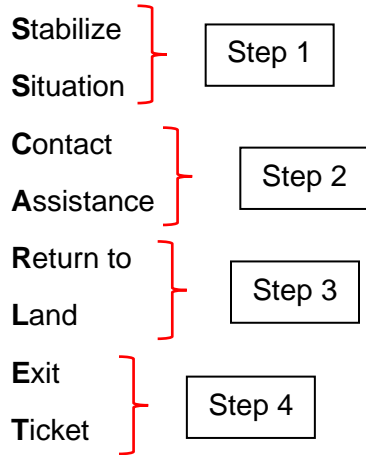 Stabilize
Situation
Step 1
Contact
Assistance
Step 2
Return to
Land
Step 3
Exit
Ticket
Step 4